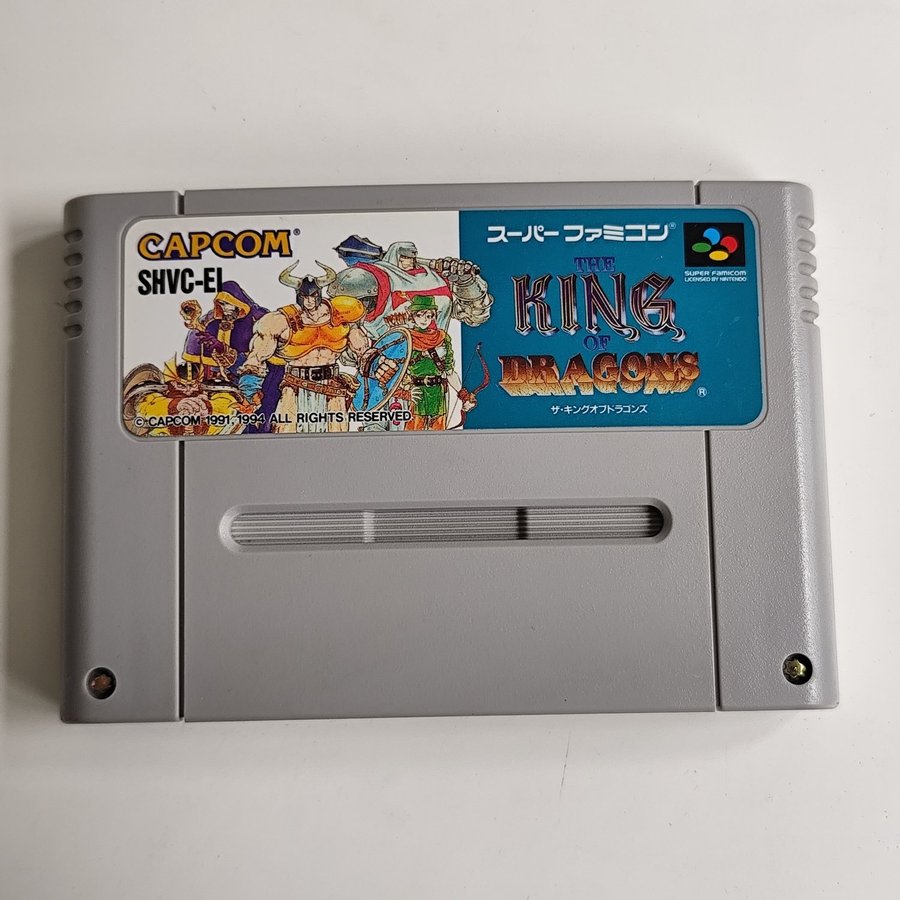 CAPCOM®
SHVC-EI
© CAPCOM 1991, 1994 ALL RIGHTS RESERVED
スーパーファミコン®
SUPER FAMICOM
LICENSED BY NINTENDO
THE
KING
OF
DRAGONS®
ザ・キングオブドラゴンズ